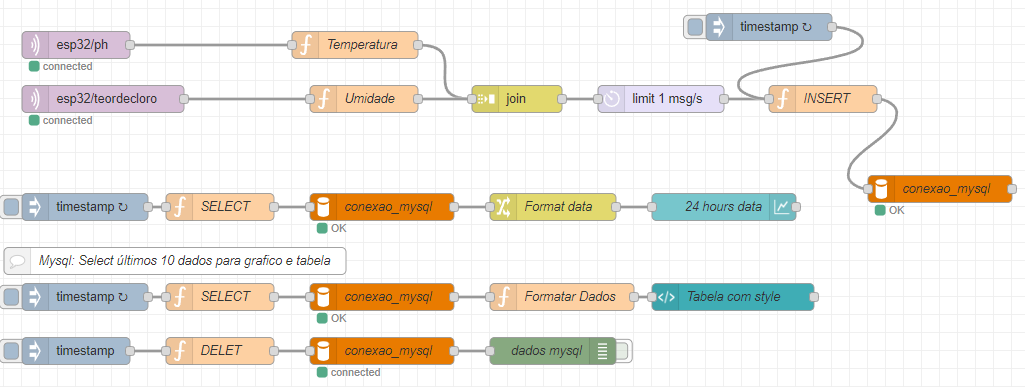 timestamp ↻
esp32/ph
Temperatura
connected
esp32/teordecloro
Umidade
join
limit 1 msg/s
INSERT
connected
conexao_mysql
OK
timestamp ↻
SELECT
conexao_mysql
Format data
24 hours data
OK
Mysql: Select últimos 10 dados para grafico e tabela
timestamp ↻
SELECT
conexao_mysql
Formatar Dados
Tabela com style
OK
timestamp
DELET
conexao_mysql
dados mysql
connected